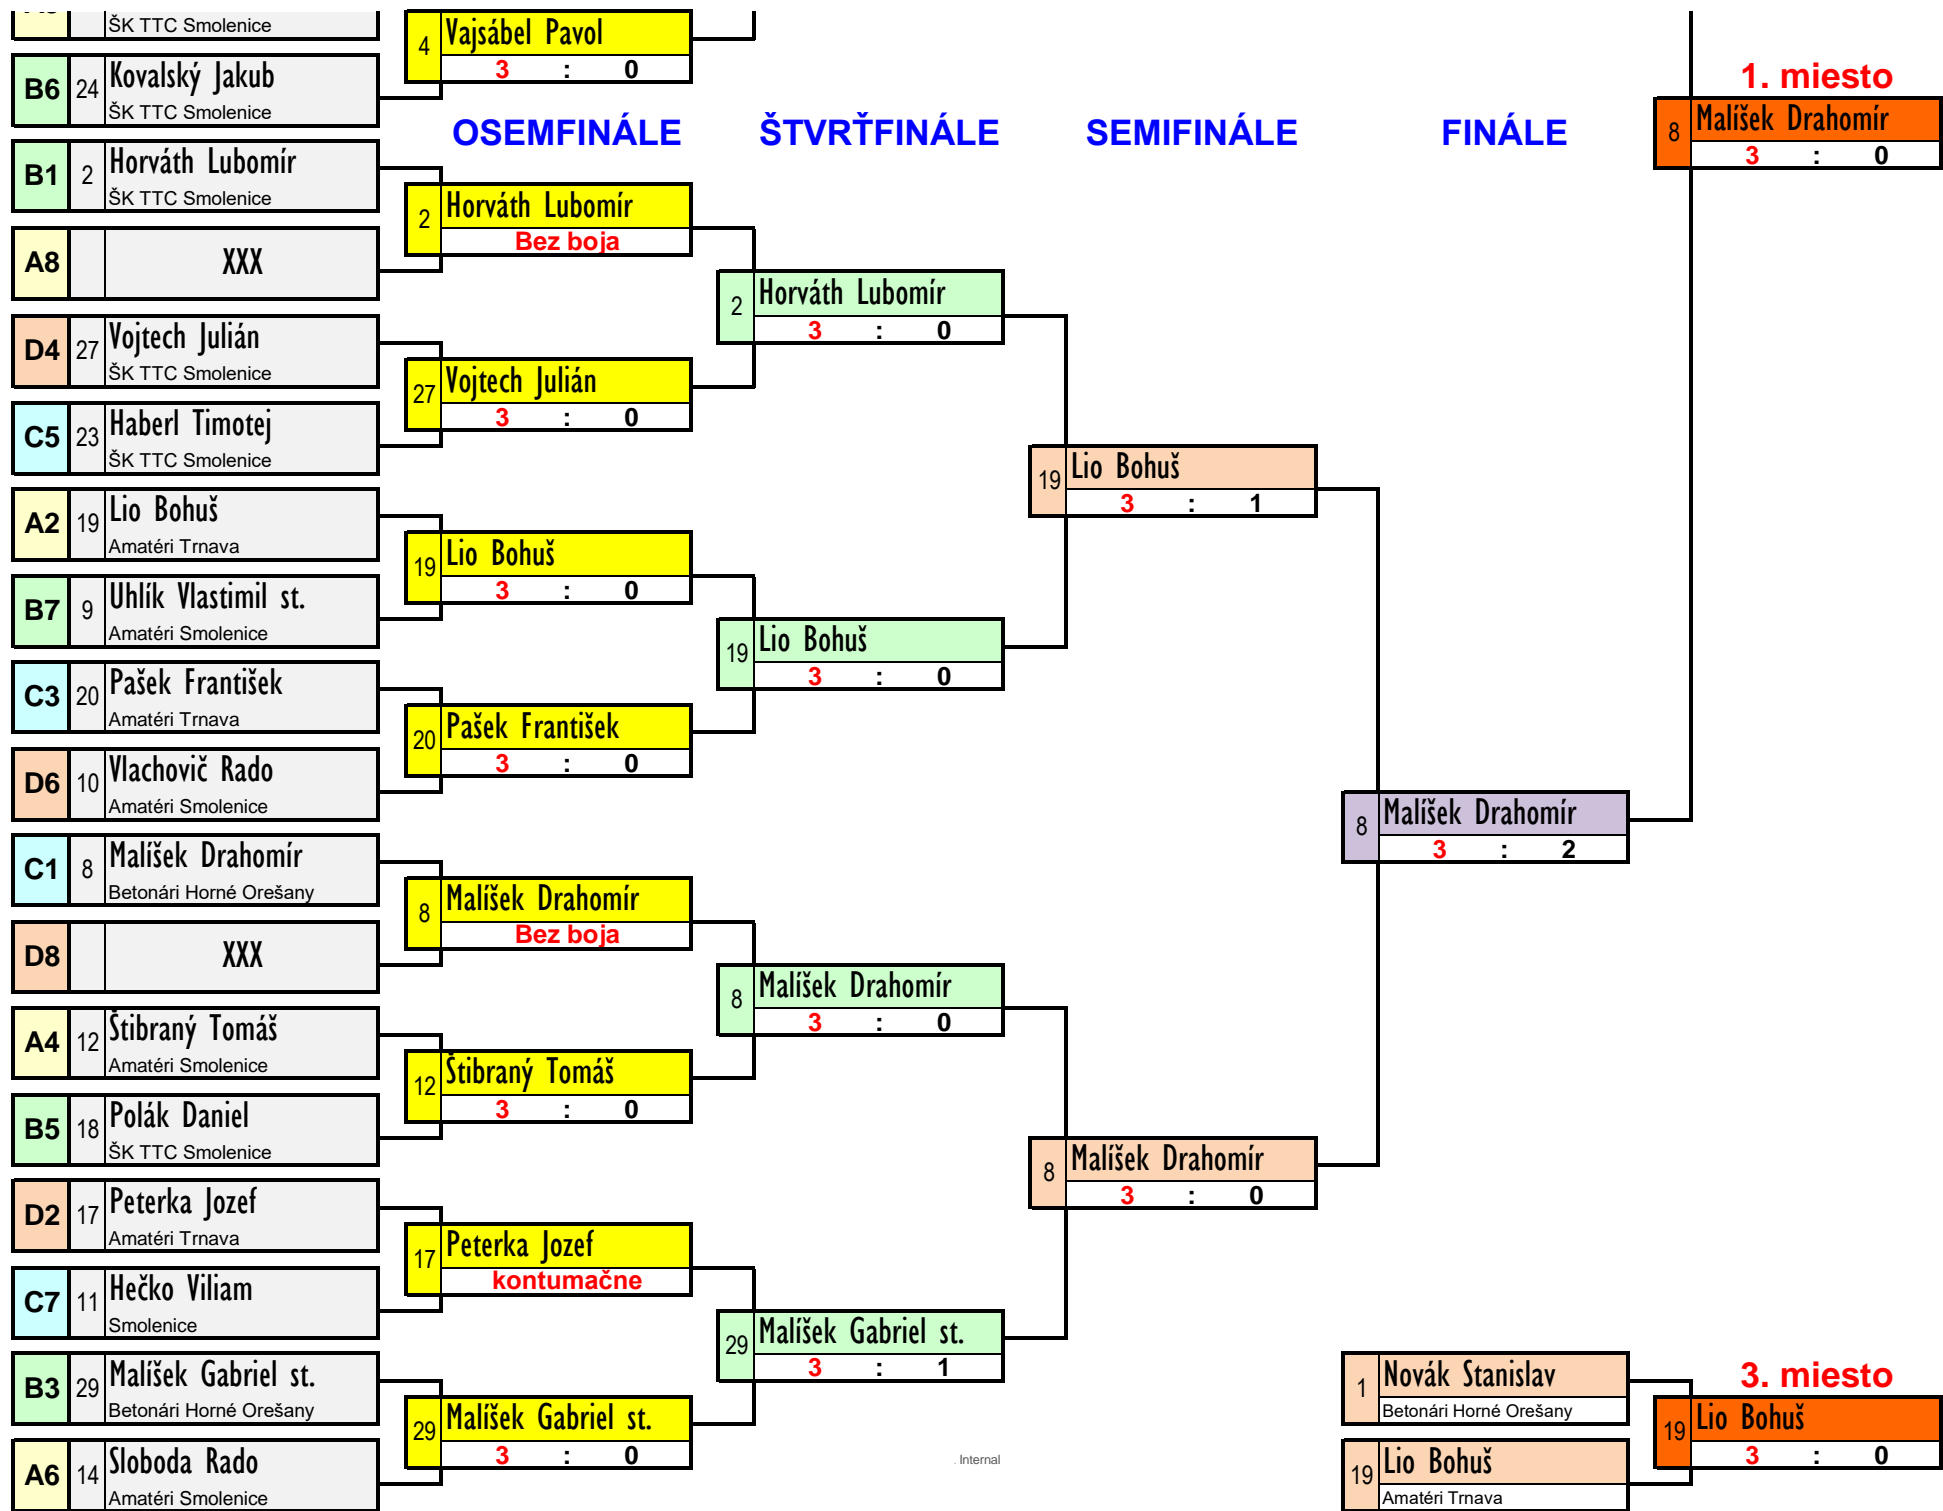 ŠK TTC Smolenice
4 Vajsábel Pavol
3 : 0
B6 24 Kovalský Jakub
ŠK TTC Smolenice
1. miesto
8 Malíšek Drahomír
3 : 0
OSEMFINÁLE ŠTVRŤFINÁLE SEMIFINÁLE FINÁLE
B1 2 Horváth Lubomír
ŠK TTC Smolenice
2 Horváth Lubomír
Bez boja
A8 XXX
2 Horváth Lubomír
3 : 0
D4 27 Vojtech Julián
ŠK TTC Smolenice
27 Vojtech Julián
3 : 0
C5 23 Haberl Timotej
ŠK TTC Smolenice
19 Lio Bohuš
3 : 1
A2 19 Lio Bohuš
Amatéri Trnava
19 Lio Bohuš
3 : 0
B7 9 Uhlík Vlastimil st.
Amatéri Smolenice
19 Lio Bohuš
3 : 0
C3 20 Pašek František
Amatéri Trnava
20 Pašek František
3 : 0
D6 10 Vlachovič Rado
Amatéri Smolenice
8 Malíšek Drahomír
3 : 2
C1 8 Malíšek Drahomír
Betonári Horné Orešany
8 Malíšek Drahomír
Bez boja
D8 XXX
8 Malíšek Drahomír
3 : 0
A4 12 Štibraný Tomáš
Amatéri Smolenice
12 Štibraný Tomáš
3 : 0
B5 18 Polák Daniel
ŠK TTC Smolenice
8 Malíšek Drahomír
3 : 0
D2 17 Peterka Jozef
Amatéri Trnava
17 Peterka Jozef
kontumačne
C7 11 Hečko Viliam
Smolenice
29 Malíšek Gabriel st.
3 : 1
B3 29 Malíšek Gabriel st.
Betonári Horné Orešany
1 Novák Stanislav
Betonári Horné Orešany
3. miesto
29 Malíšek Gabriel st.
3 : 0
19 Lio Bohuš
3 : 0
A6 14 Sloboda Rado
Amatéri Smolenice
. Internal
19 Lio Bohuš
Amatéri Trnava